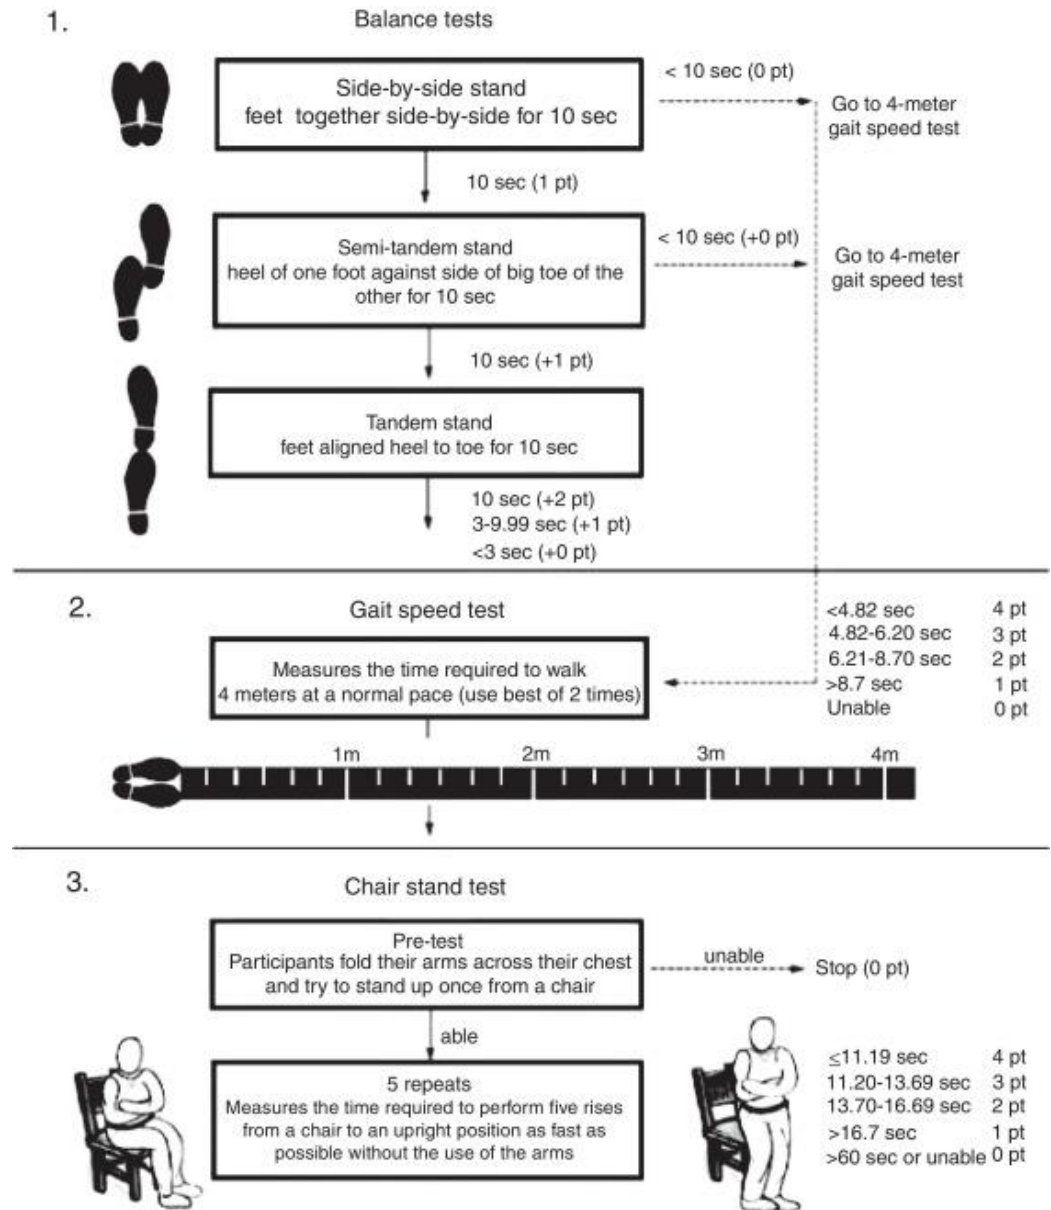 1.
Balance tests
Side-by-side stand
feet together side-by-side for 10 sec
< 10 sec (0 pt)
Go to 4-meter
gait speed test
10 sec (1 pt)
Semi-tandem stand
heel of one foot against side of big toe of the
other for 10 sec
< 10 sec (+0 pt)
Go to 4-meter
gait speed test
10 sec (+1 pt)
Tandem stand
feet aligned heel to toe for 10 sec
10 sec (+2 pt)
3-9.99 sec (+1 pt)
<3 sec (+0 pt)
2.
Gait speed test
Measures the time required to walk
4 meters at a normal pace (use best of 2 times)
<4.82 sec 4 pt
4.82-6.20 sec 3 pt
6.21-8.70 sec 2 pt
>8.7 sec 1 pt
Unable 0 pt
1m 2m 3m 4m
3.
Chair stand test
Pre-test
Participants fold their arms across their chest
and try to stand up once from a chair
unable
Stop (0 pt)
able
5 repeats
Measures the time required to perform five rises
from a chair to an upright position as fast as
possible without the use of the arms
≤11.19 sec 4 pt
11.20-13.69 sec 3 pt
13.70-16.69 sec 2 pt
>16.7 sec 1 pt
>60 sec or unable 0 pt